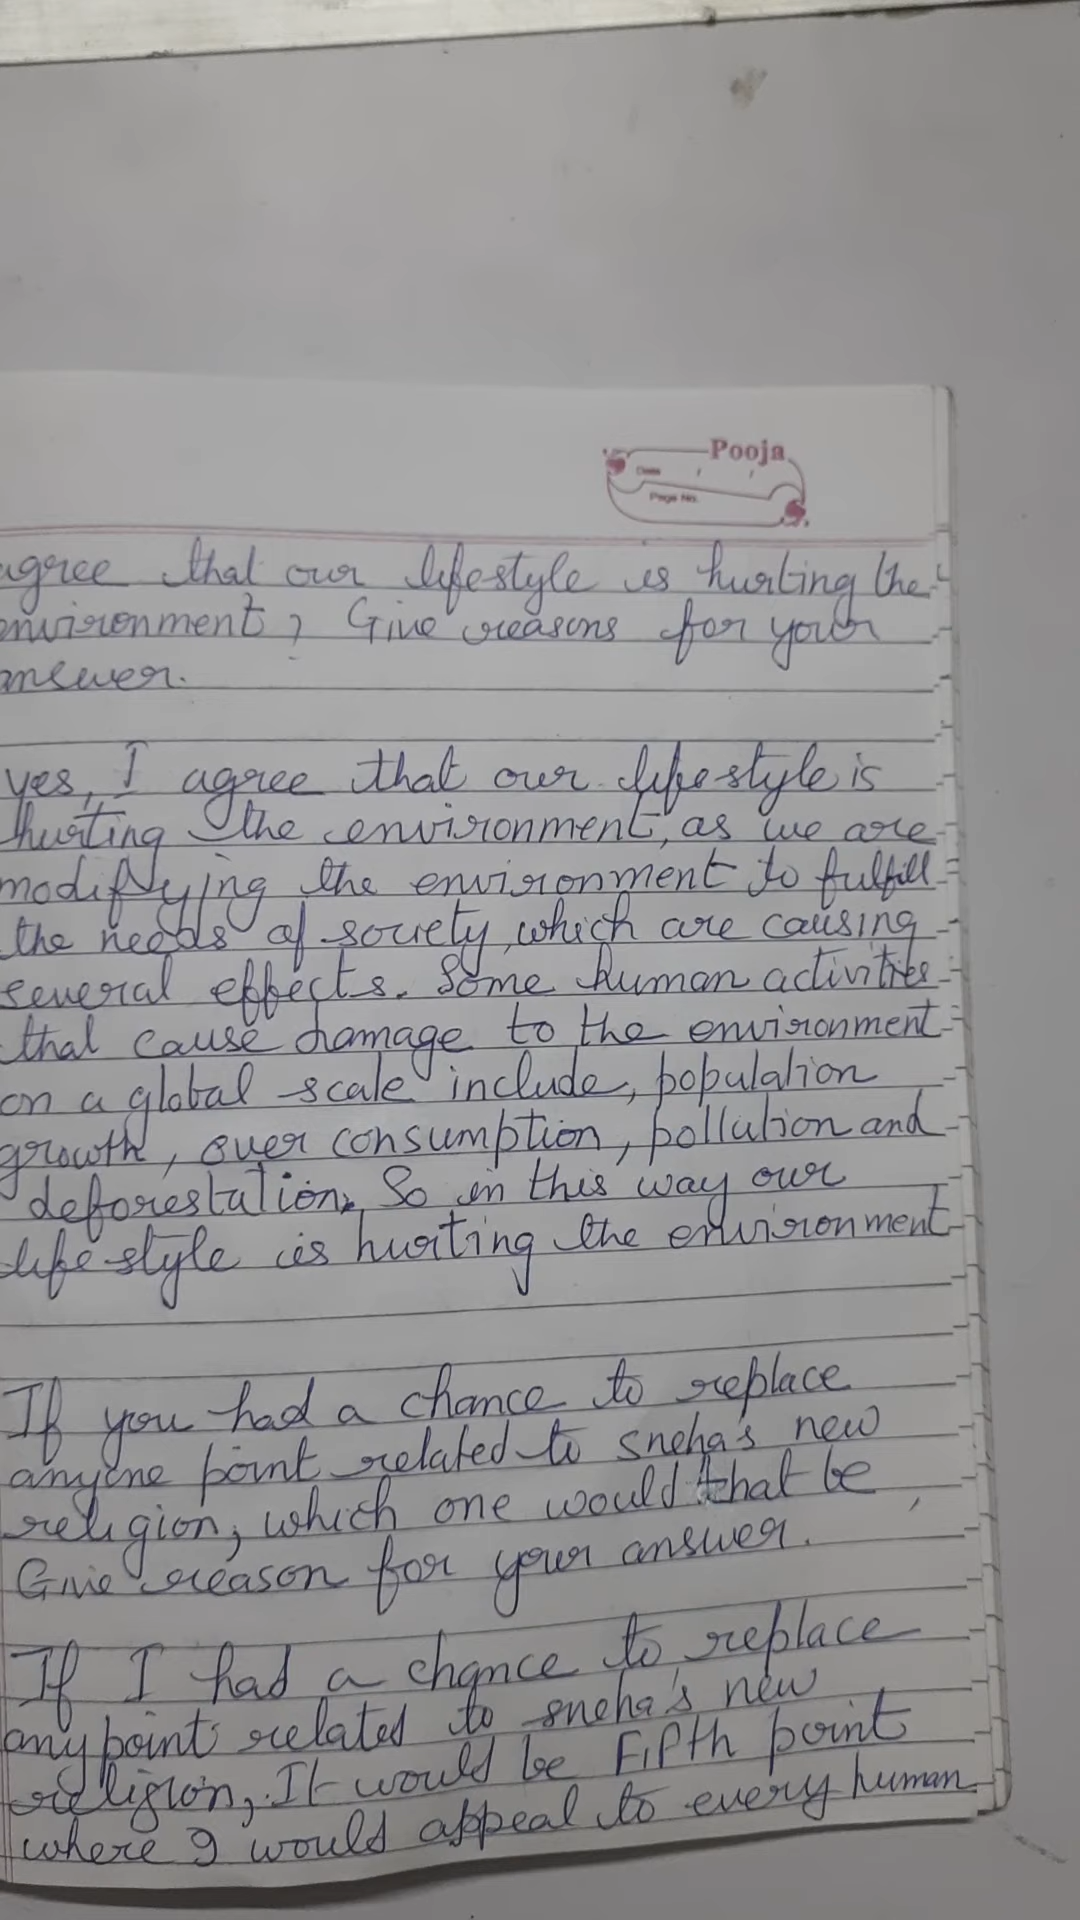 Pooja
Date / /
Page No.
agree that our lifestyle is hurting the
environment? Give reasons for your
answer.
yes, I agree that our lifestyle is
hurting the environment, as we are
modifiying the environment to fulfill
the needs of society, which are causing
several effects. Some human activities
that cause damage to the environment
on a global scale include, population
growth, over consumption, pollution and
deforestation. So in this way our
lifestyle is hurting the environment
If you had a chance to replace
anyone point related to sneha's new
religion, which one would that be,
Give reason for your answer.
If I had a chance to replace
any point related to sneha's new
religion, It would be Fifth point
where I would appeal to every human